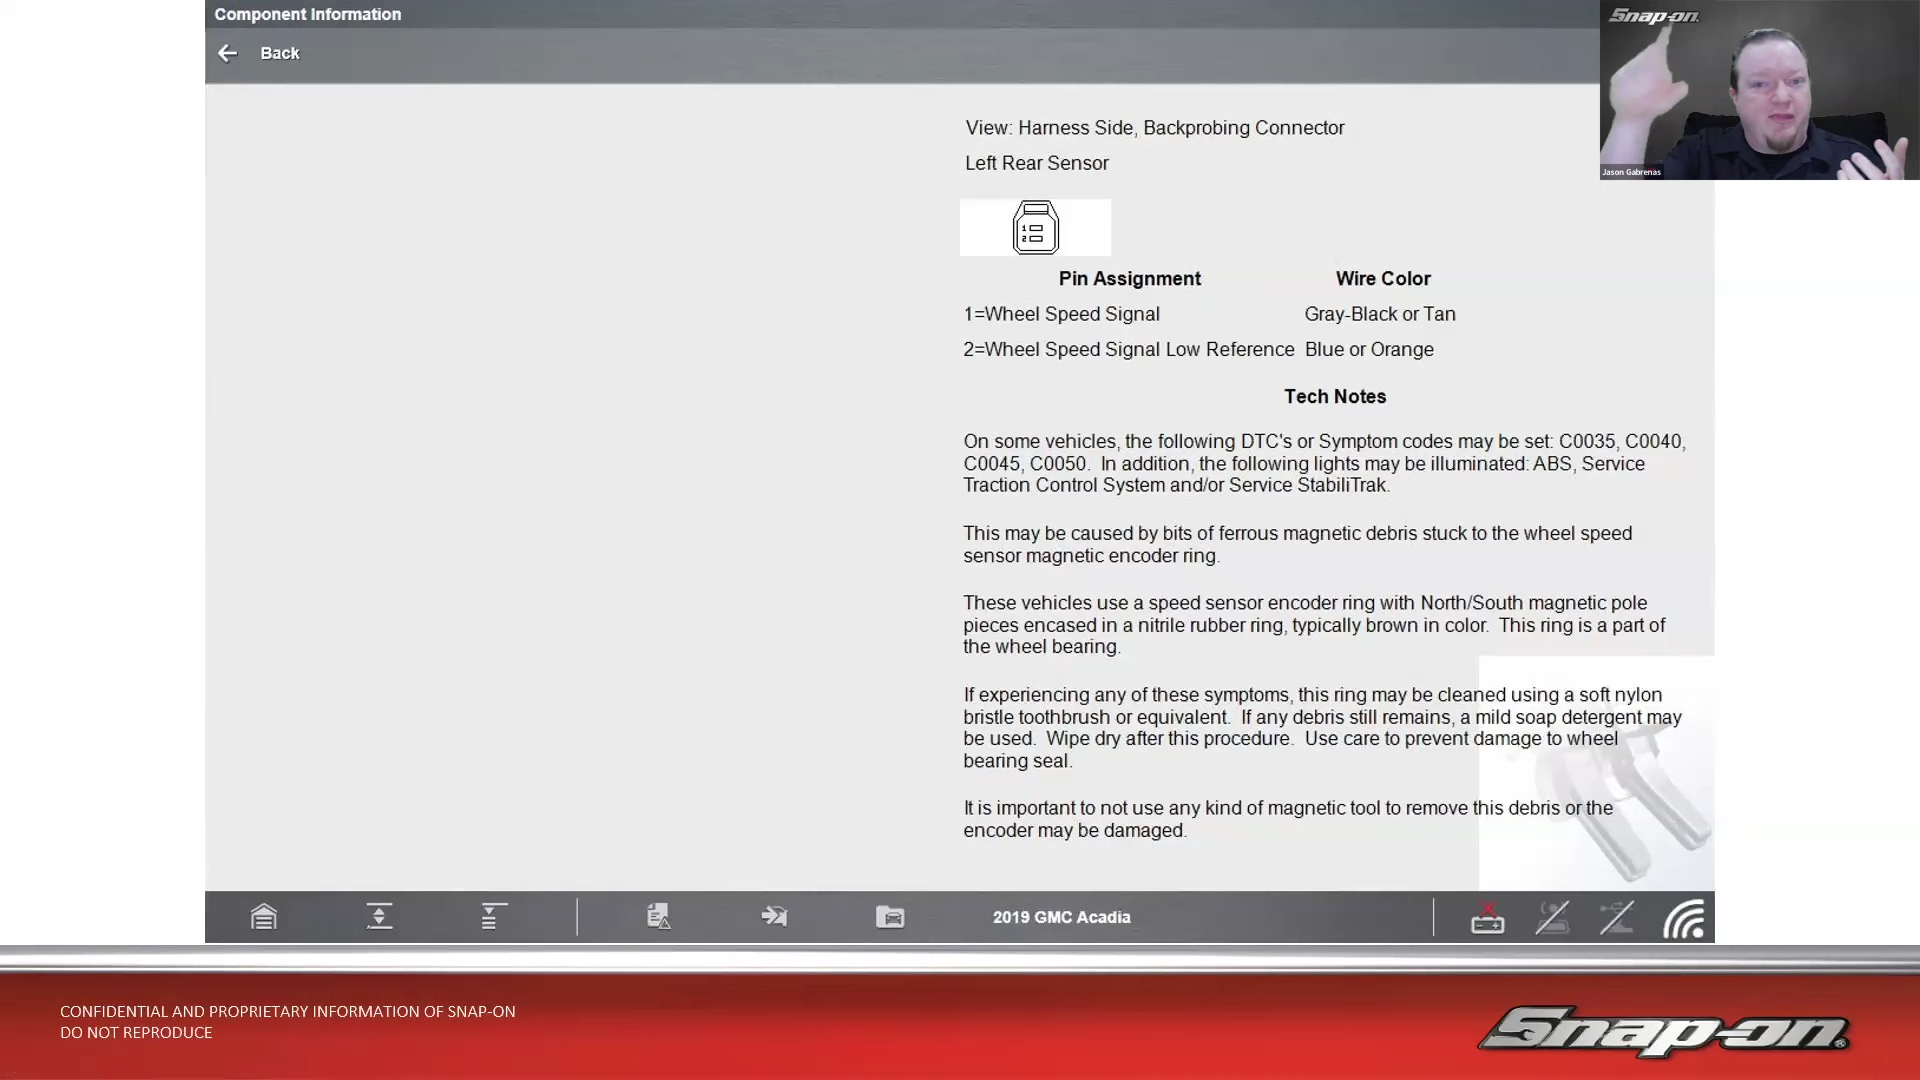 Component Information
Back
Snap-on
Jason Gabrenas
View: Harness Side, Backprobing Connector
Left Rear Sensor
1
2
Pin Assignment Wire Color
1=Wheel Speed Signal Gray-Black or Tan
2=Wheel Speed Signal Low Reference Blue or Orange
Tech Notes
On some vehicles, the following DTC's or Symptom codes may be set: C0035, C0040,
C0045, C0050. In addition, the following lights may be illuminated: ABS, Service
Traction Control System and/or Service StabiliTrak.
This may be caused by bits of ferrous magnetic debris stuck to the wheel speed
sensor magnetic encoder ring.
These vehicles use a speed sensor encoder ring with North/South magnetic pole
pieces encased in a nitrile rubber ring, typically brown in color. This ring is a part of
the wheel bearing.
If experiencing any of these symptoms, this ring may be cleaned using a soft nylon
bristle toothbrush or equivalent. If any debris still remains, a mild soap detergent may
be used. Wipe dry after this procedure. Use care to prevent damage to wheel
bearing seal.
It is important to not use any kind of magnetic tool to remove this debris or the
encoder may be damaged.
2019 GMC Acadia
CONFIDENTIAL AND PROPRIETARY INFORMATION OF SNAP-ON
DO NOT REPRODUCE
Snap-on®